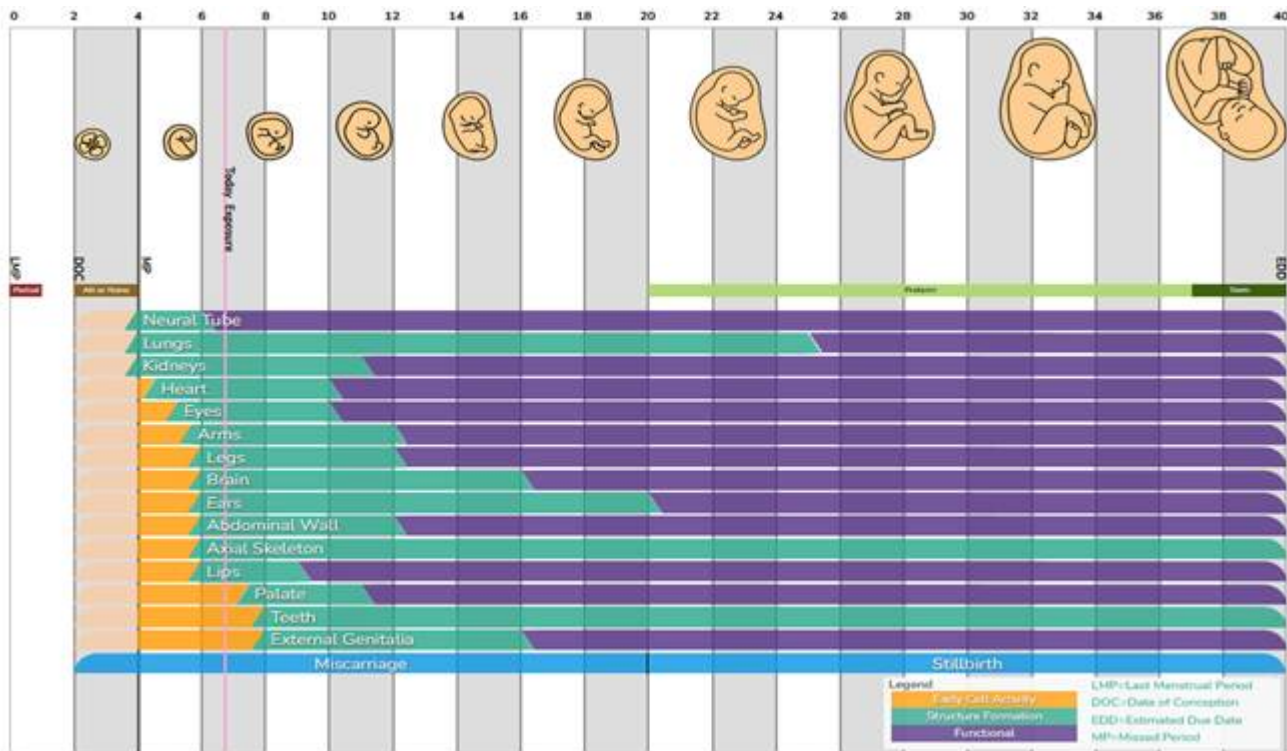 0 2 4 6 8 10 12 14 16 18 20 22 24 26 28 30 32 34 36 38 40
Today Exposure
LMP
DOC
MP
EDD
Period
All or None
Preterm
Term
Neural Tube
Lungs
Kidneys
Heart
Eyes
Arms
Legs
Brain
Ears
Abdominal Wall
Axial Skeleton
Lips
Palate
Teeth
External Genitalia
Miscarriage Stillbirth
Legend
Early Cell Activity
Structure Formation
Functional
LMP=Last Menstrual Period
DOC=Date of Conception
EDD=Estimated Due Date
MP=Missed Period